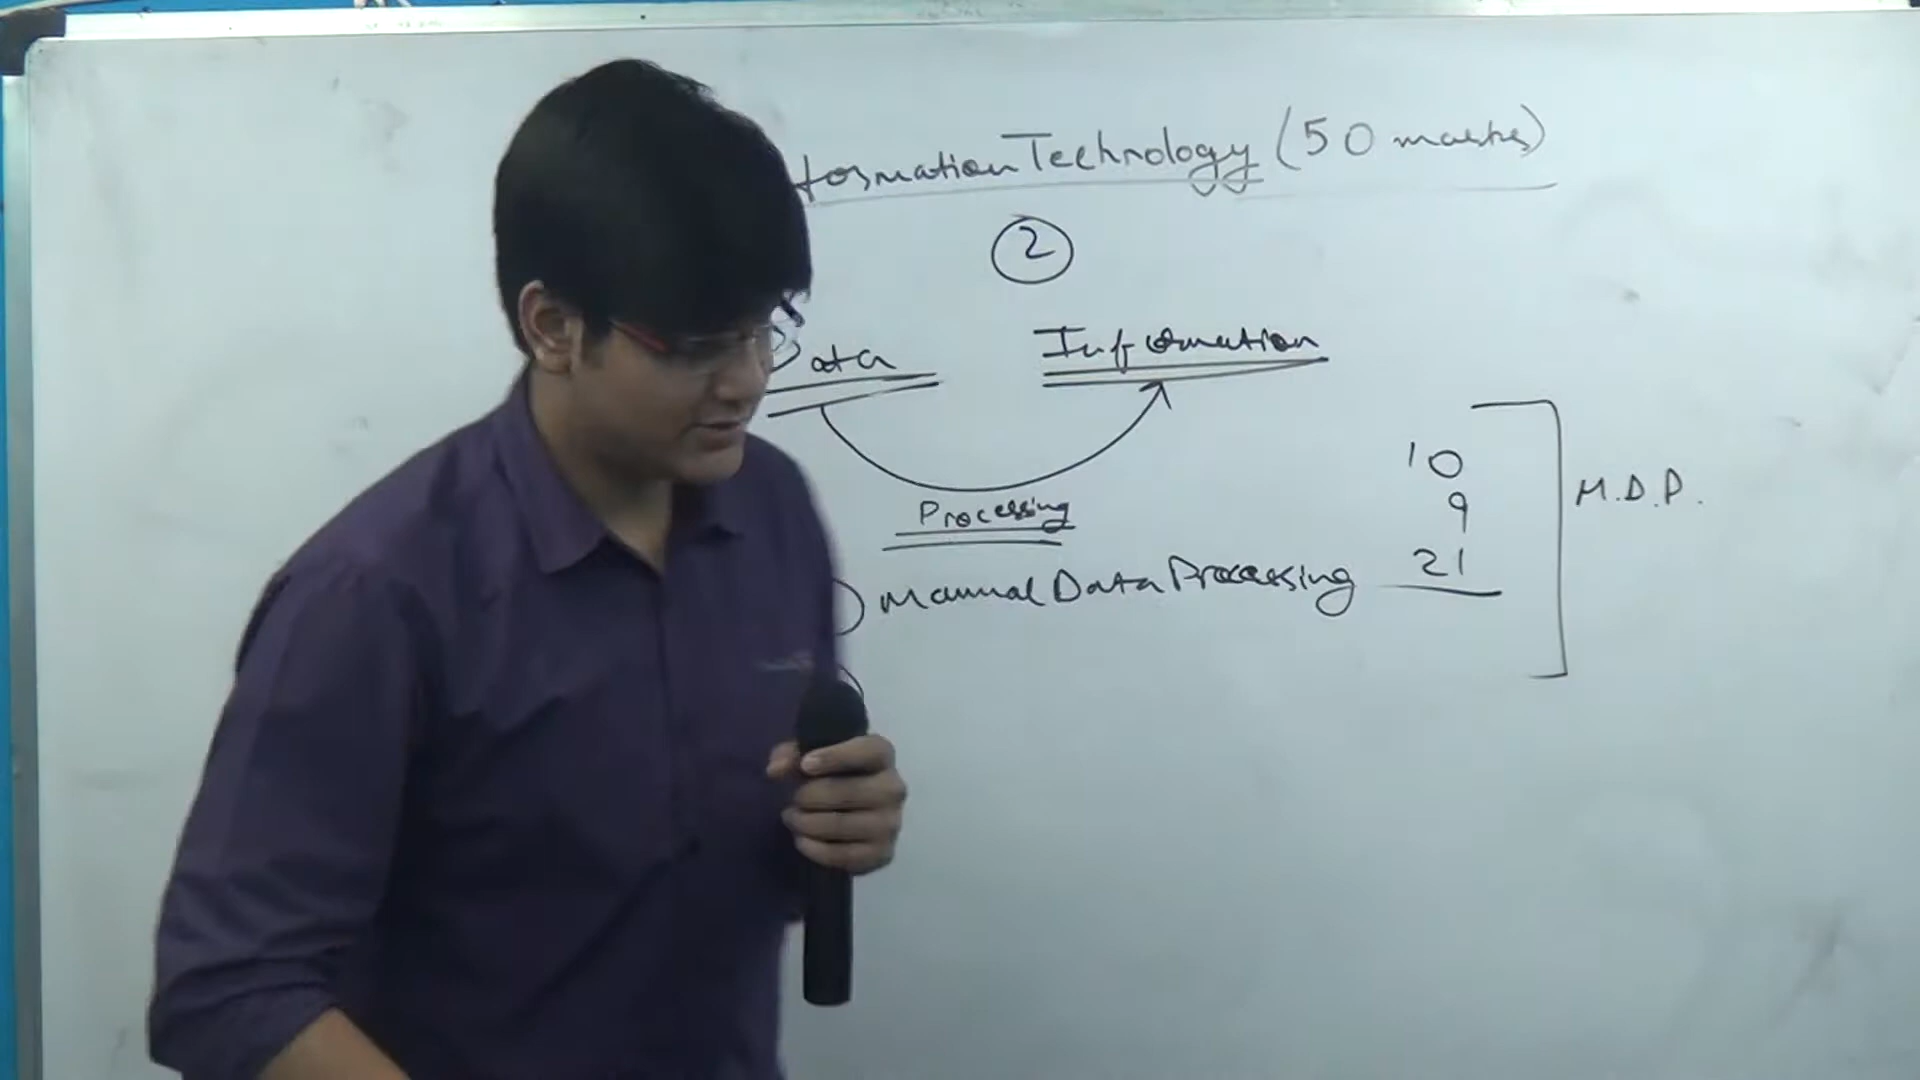 formation Technology (50 marks)
2
Data Information
Processing
10
9
21
M.D.P.
) Manual Data Processing